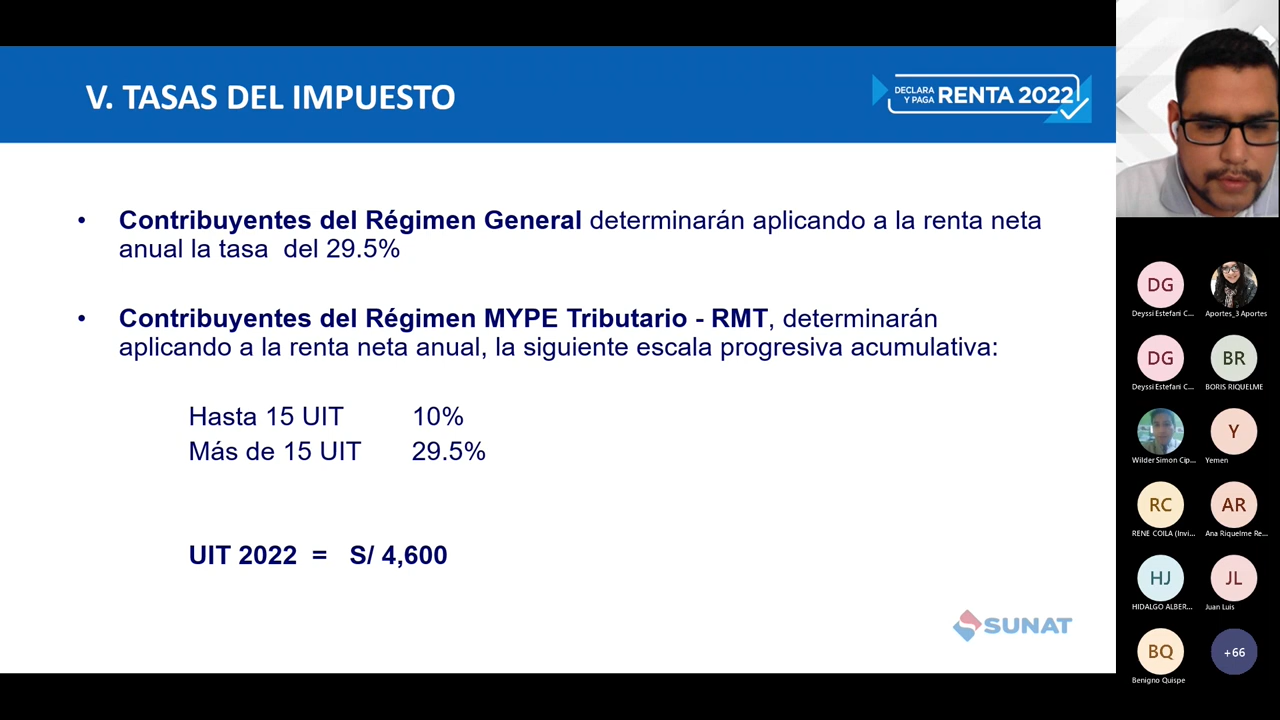 V. TASAS DEL IMPUESTO
DECLARA
Y PAGA RENTA 2022
• Contribuyentes del Régimen General determinarán aplicando a la renta neta
anual la tasa del 29.5%
• Contribuyentes del Régimen MYPE Tributario - RMT, determinarán
aplicando a la renta neta anual, la siguiente escala progresiva acumulativa:
Hasta 15 UIT 10%
Más de 15 UIT 29.5%
UIT 2022 = S/ 4,600
SUNAT
DG
Deyssi Estefani C...
Aportes_3 Aportes
DG
Deyssi Estefani C...
BR
BORIS RIQUELME
Wilder Simon Cip...
Y
Yemen
RC
RENE COILA (Invi...
AR
Ana Riquelme Re...
HJ
HIDALGO ALBER...
JL
Juan Luis
BQ
Benigno Quispe
+66